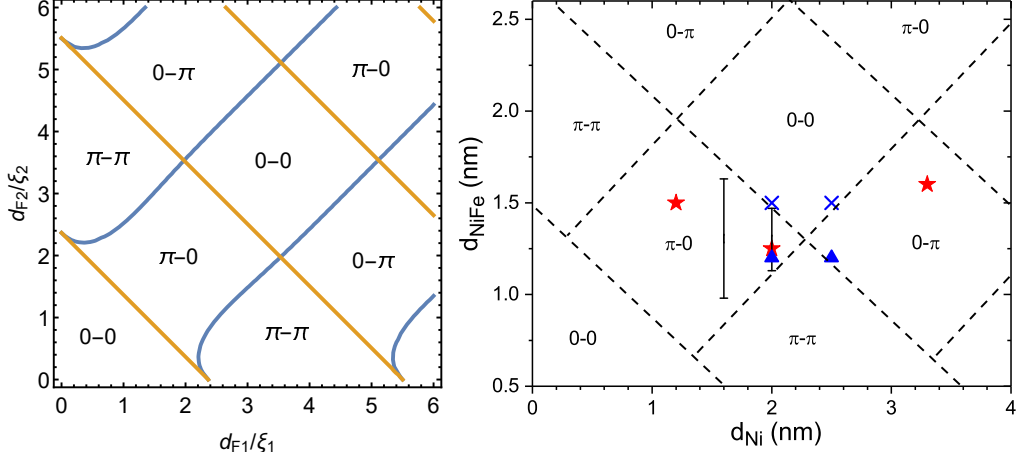 6
5
4
3
2
1
0
0–π
π–0
π–π
0–0
π–0
0–π
0–0
π–π
0 1 2 3 4 5 6
d_F2/ξ_2
d_F1/ξ_1
2.5
2.0
1.5
1.0
0.5
0-π
π-0
π-π
0-0
π-0
0-π
0-0
π-π
0 1 2 3 4
d_NiFe (nm)
d_Ni (nm)